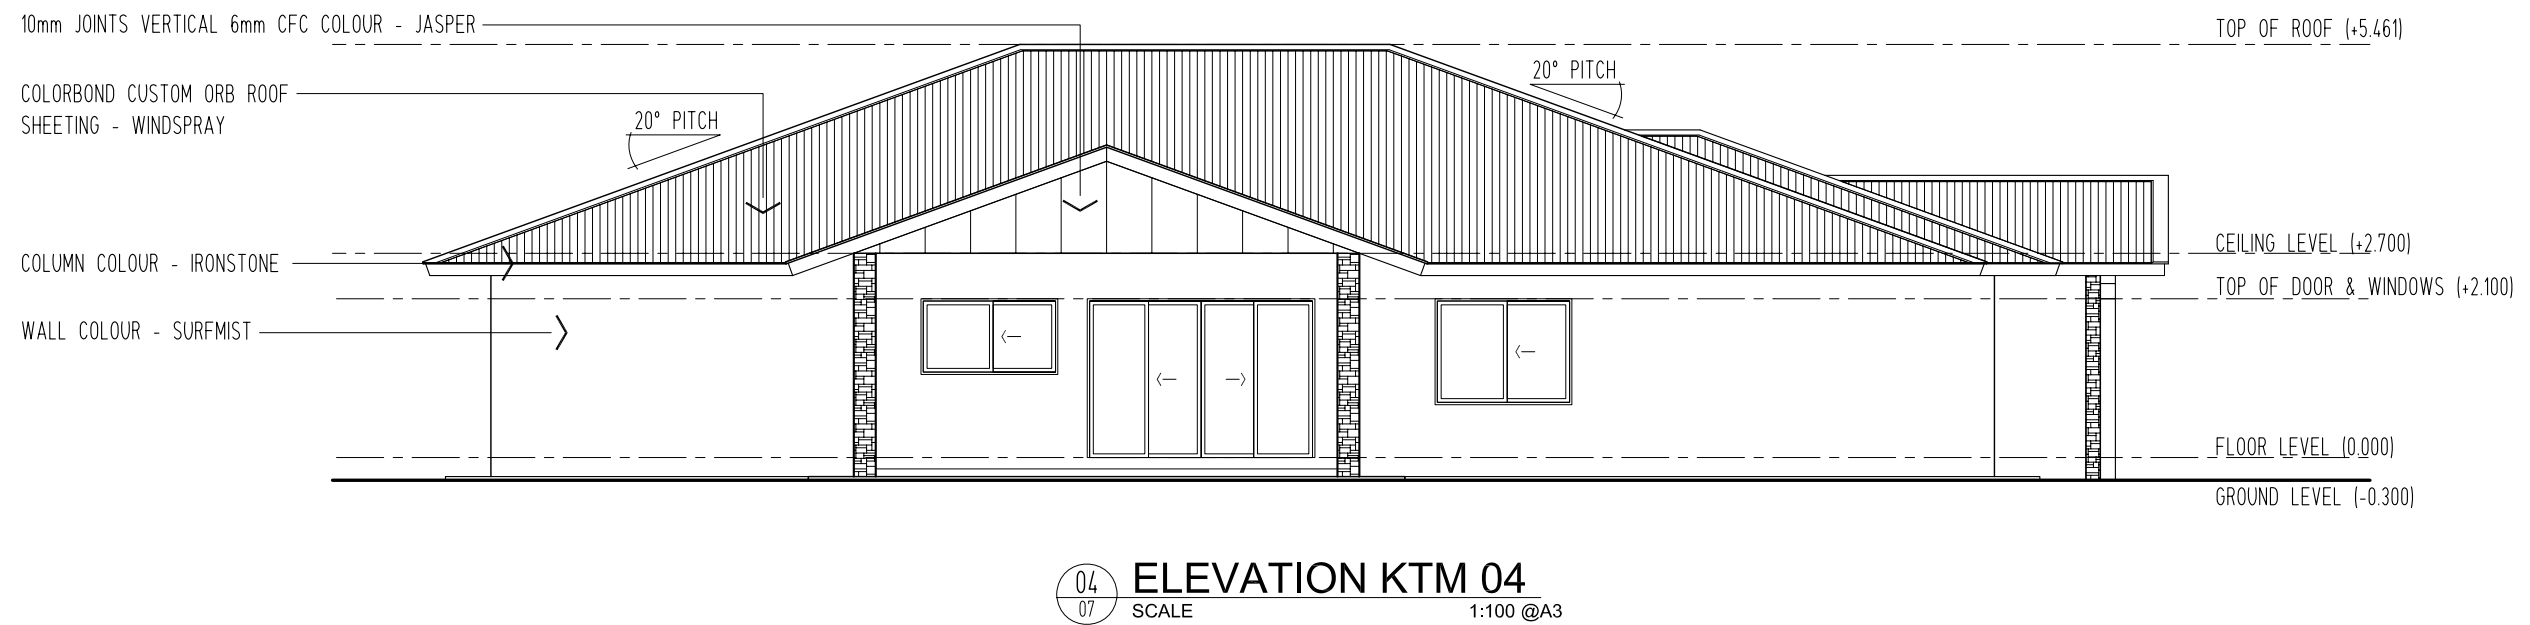 10mm JOINTS VERTICAL 6mm CFC COLOUR - JASPER
TOP OF ROOF (+5.461)
20° PITCH
COLORBOND CUSTOM ORB ROOF
SHEETING - WINDSPRAY
20° PITCH
CEILING LEVEL (+2.700)
COLUMN COLOUR - IRONSTONE
TOP OF DOOR & WINDOWS (+2.100)
WALL COLOUR - SURFMIST
FLOOR LEVEL (0.000)
GROUND LEVEL (-0.300)
04
07
ELEVATION KTM 04
SCALE 1:100 @A3